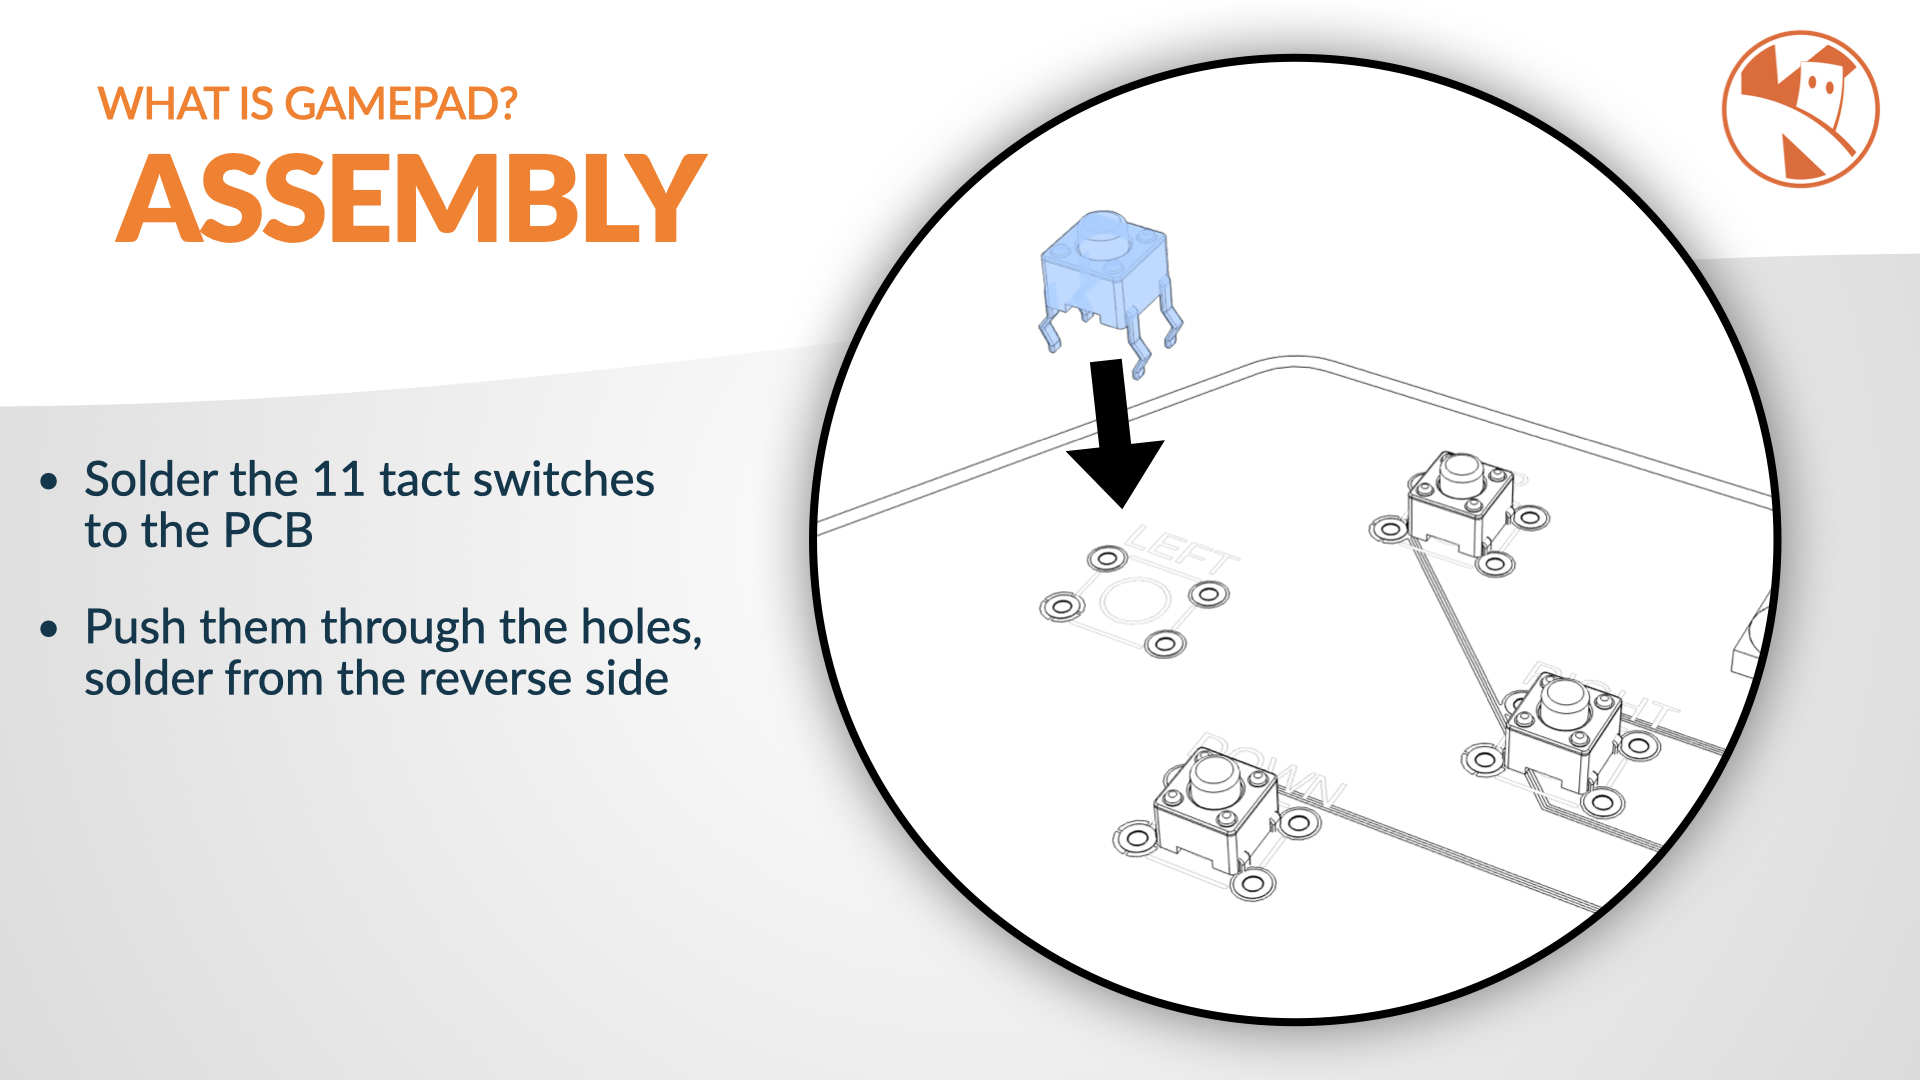 WHAT IS GAMEPAD?
ASSEMBLY
• Solder the 11 tact switches
to the PCB
• Push them through the holes,
solder from the reverse side
LEFT
RIGHT
DOWN